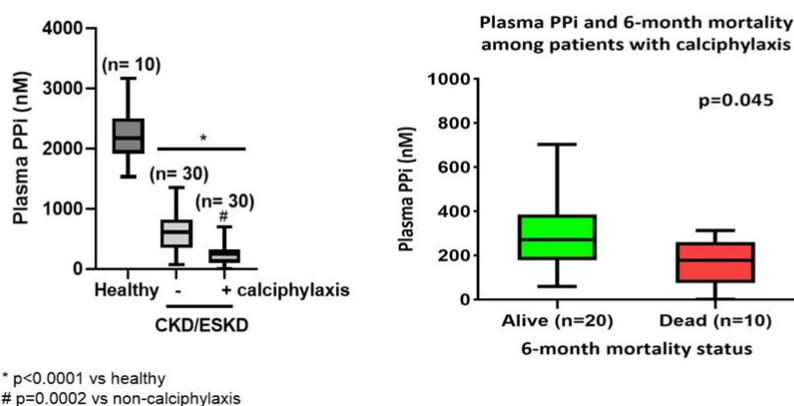 4000
3000
2000
1000
0
Plasma PPi (nM)
(n= 10)
*
(n= 30)
(n= 30)
#
Healthy - + calciphylaxis
CKD/ESKD
* p<0.0001 vs healthy
# p=0.0002 vs non-calciphylaxis
Plasma PPi and 6-month mortality
among patients with calciphylaxis
1000
800
600
400
200
0
Plasma PPi (nM)
p=0.045
Alive (n=20) Dead (n=10)
6-month mortality status